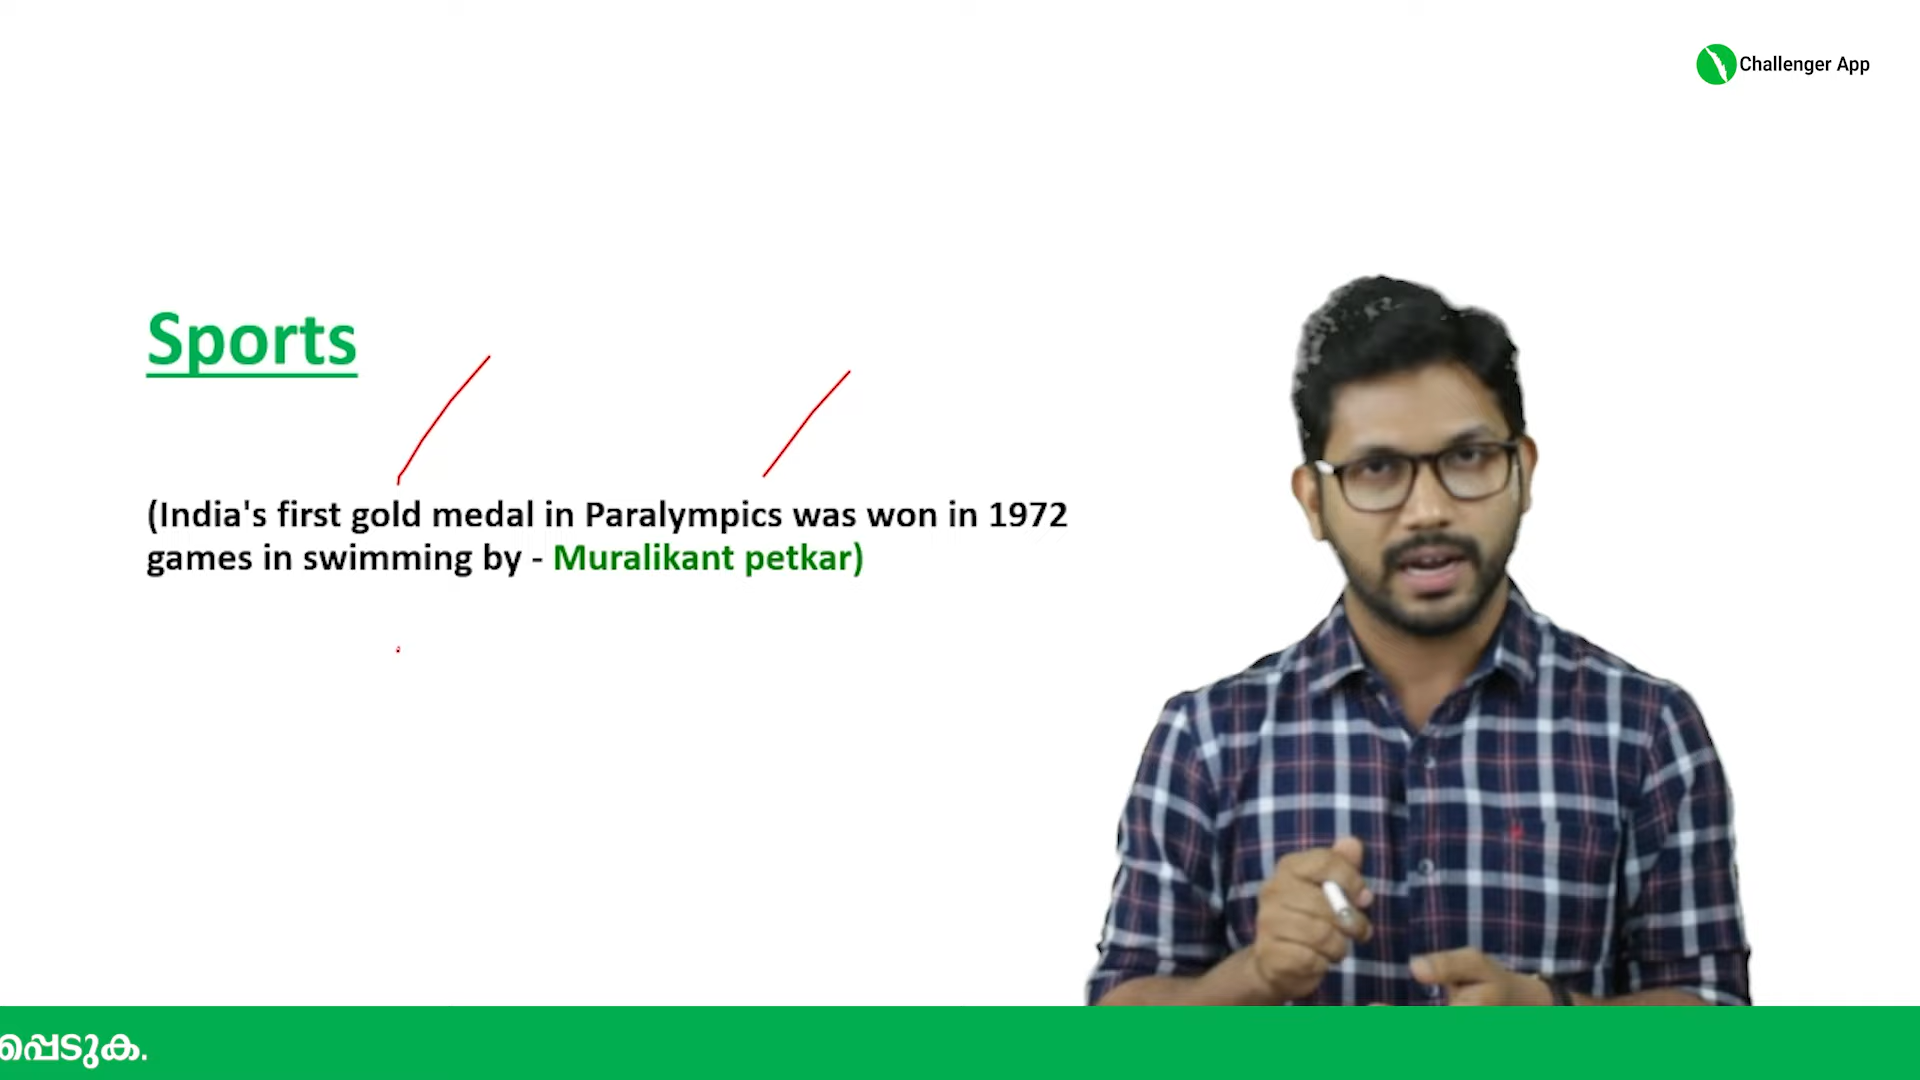 Challenger App
Sports
(India's first gold medal in Paralympics was won in 1972
games in swimming by - Muralikant petkar)
പ്പെടുക.